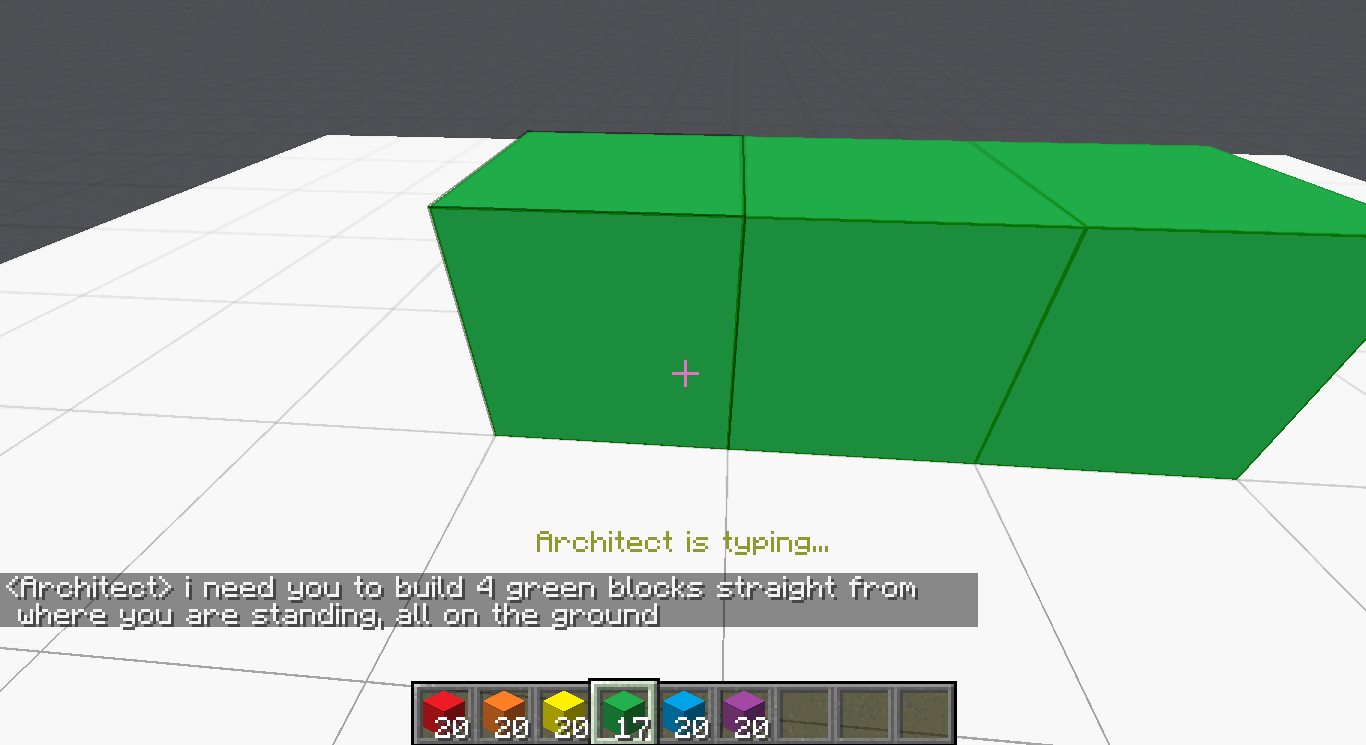 Architect is typing...
<Architect> i need you to build 4 green blocks straight from
where you are standing, all on the ground
20 20 20 17 20 20